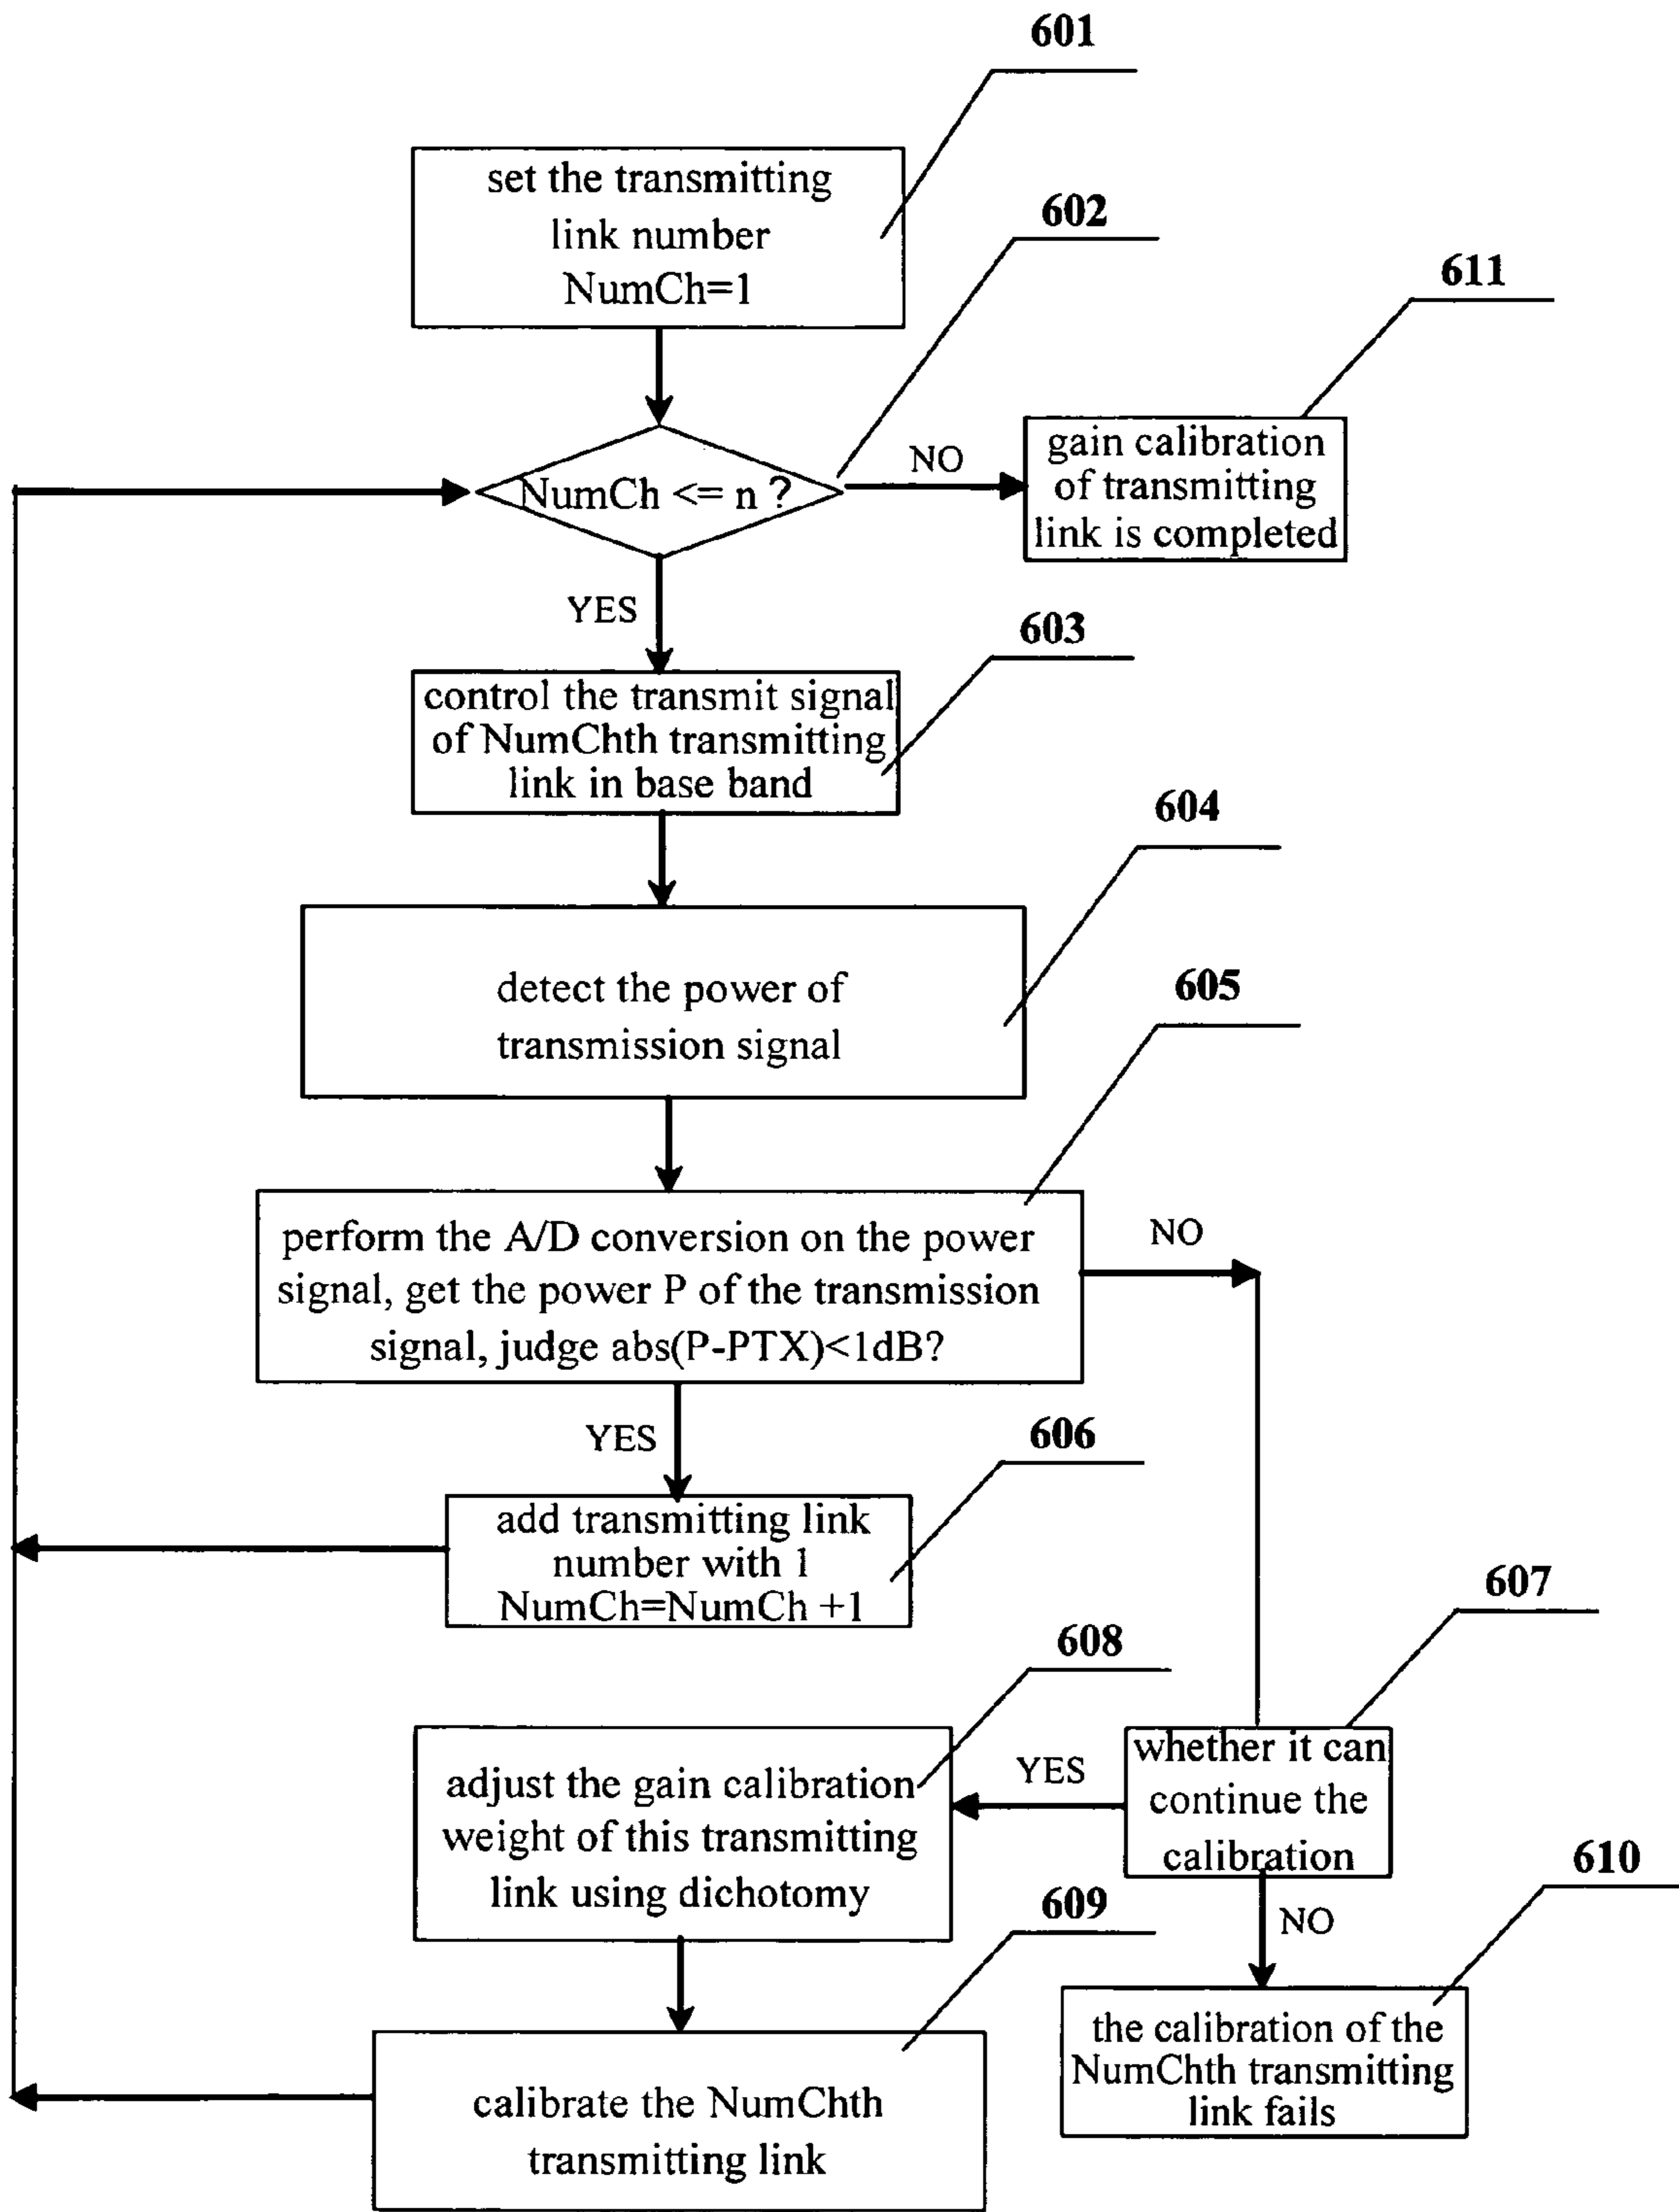 601
set the transmitting
link number
NumCh=1
602
611
NumCh <= n ?
NO
gain calibration
of transmitting
link is completed
YES
603
control the transmit signal
of NumChth transmitting
link in base band
604
detect the power of
transmission signal
605
perform the A/D conversion on the power
signal, get the power P of the transmission
signal, judge abs(P-PTX)<1dB?
NO
YES
606
add transmitting link
number with 1
NumCh=NumCh +1
607
608
whether it can
continue the
calibration
YES
adjust the gain calibration
weight of this transmitting
link using dichotomy
610
609
NO
the calibration of the
NumChth transmitting
link fails
calibrate the NumChth
transmitting link